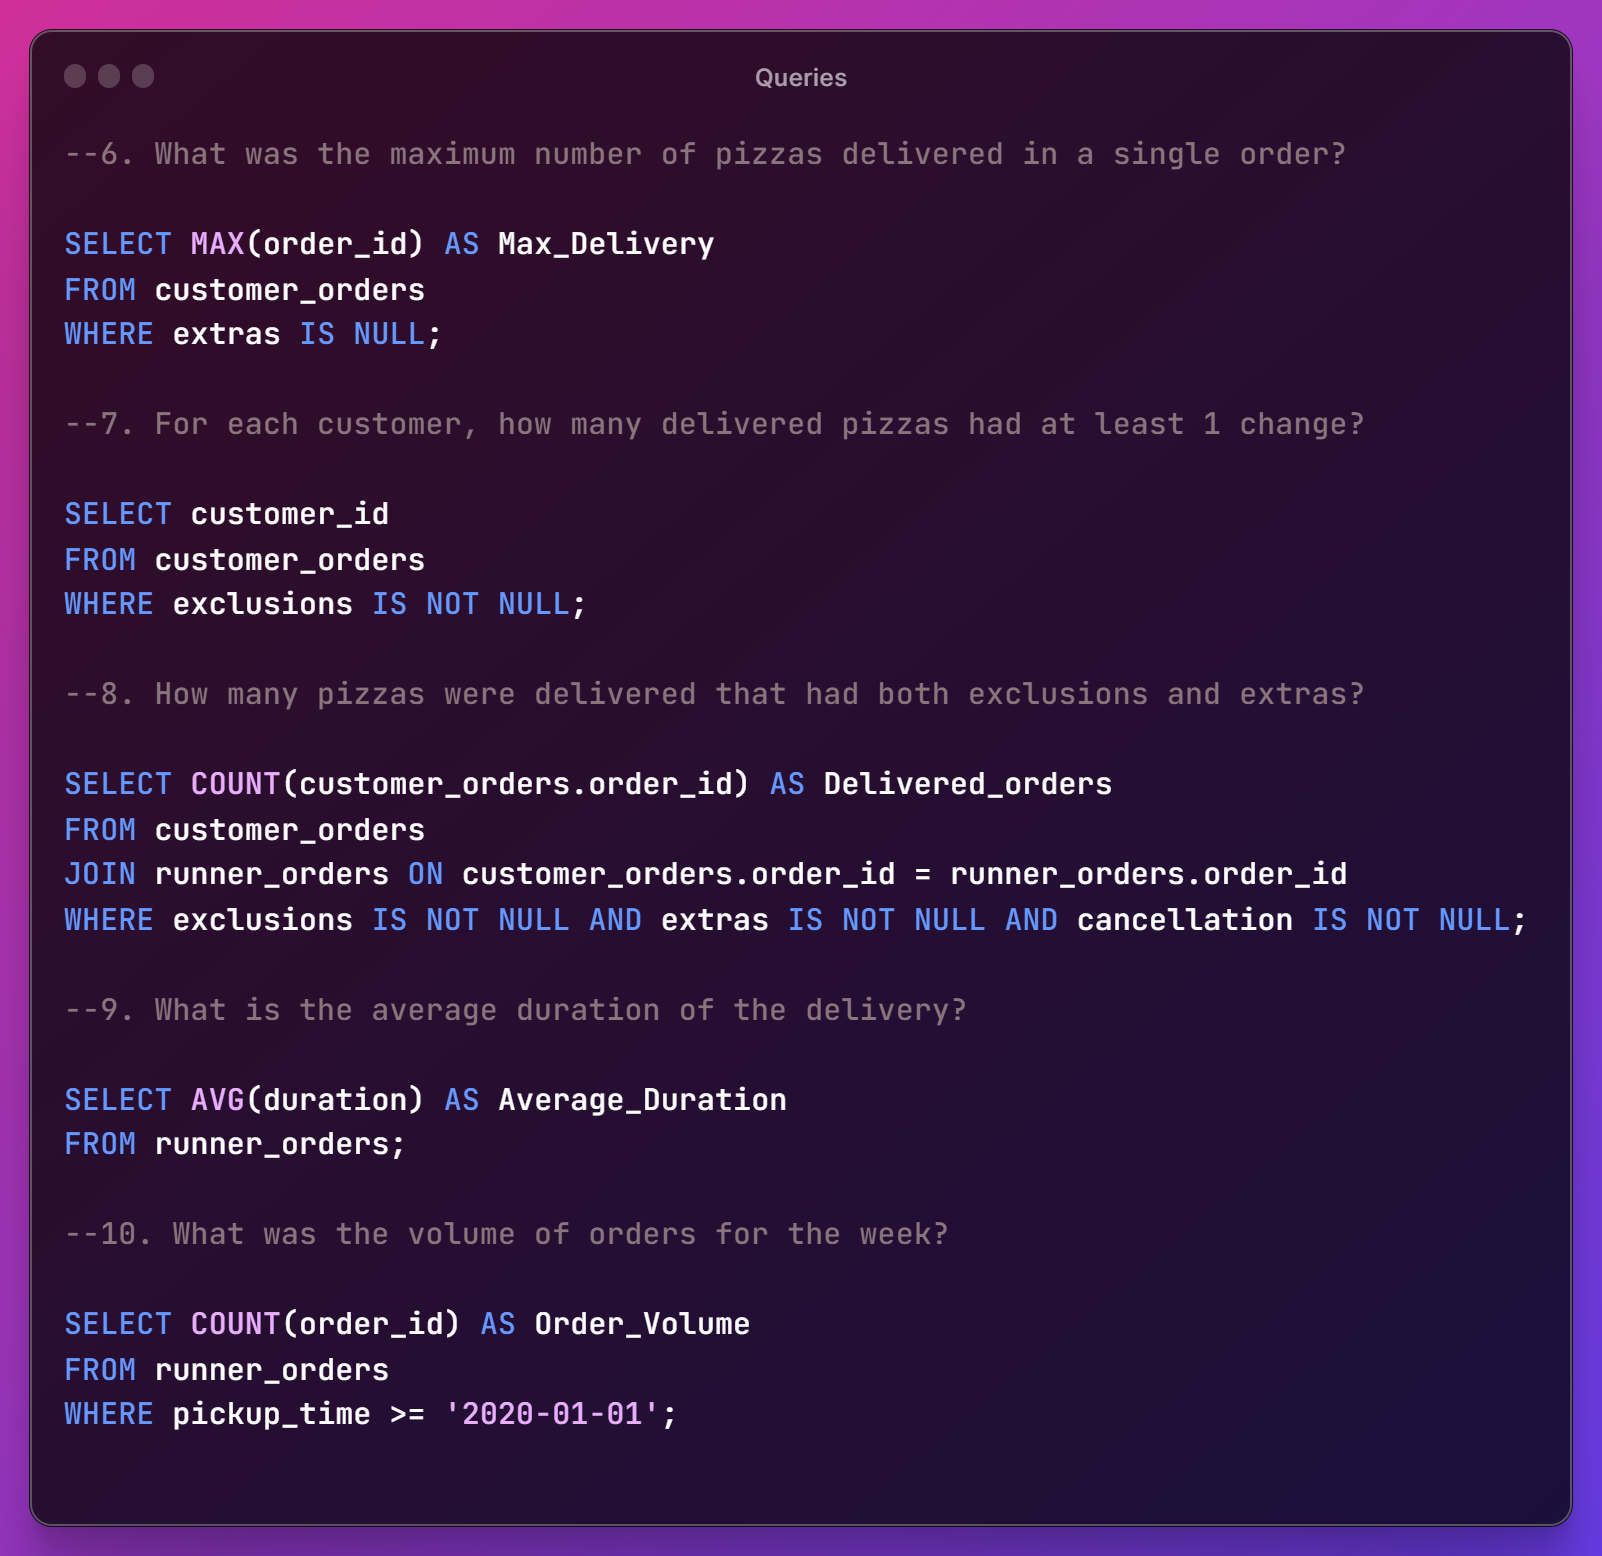 Queries
--6. What was the maximum number of pizzas delivered in a single order?
SELECT MAX(order_id) AS Max_Delivery
FROM customer_orders
WHERE extras IS NULL;
--7. For each customer, how many delivered pizzas had at least 1 change?
SELECT customer_id
FROM customer_orders
WHERE exclusions IS NOT NULL;
--8. How many pizzas were delivered that had both exclusions and extras?
SELECT COUNT(customer_orders.order_id) AS Delivered_orders
FROM customer_orders
JOIN runner_orders ON customer_orders.order_id = runner_orders.order_id
WHERE exclusions IS NOT NULL AND extras IS NOT NULL AND cancellation IS NOT NULL;
--9. What is the average duration of the delivery?
SELECT AVG(duration) AS Average_Duration
FROM runner_orders;
--10. What was the volume of orders for the week?
SELECT COUNT(order_id) AS Order_Volume
FROM runner_orders
WHERE pickup_time >= '2020-01-01';